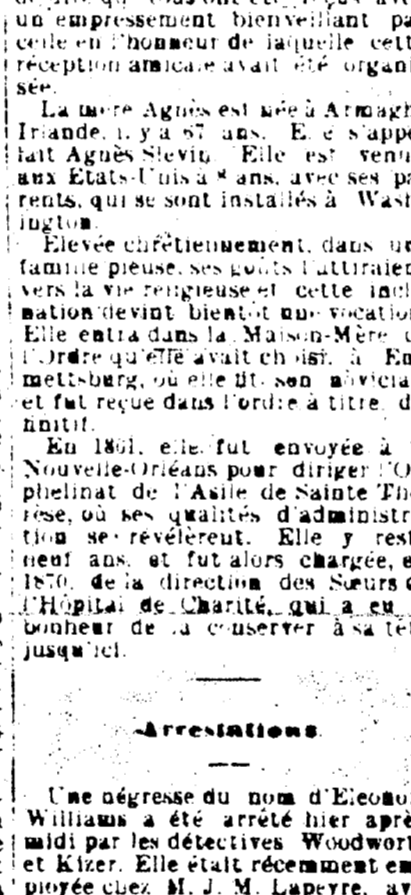 un empressement bienveillant pa
celle en l'honneur de laquelle cett
réception amicale avait été organi
sée.
La mère Agnès est née à Armagh
Irlande, il y a 67 ans. Elle s'appe
lait Agnès Slevin. Elle est venu
aux Etats-Unis à 8 ans, avec ses pa
rents, qui se sont installés à Wash
ington.
Elevée chrétiennement, dans un
famille pieuse, ses goûts l'attiraien
vers la vie religieuse et cette incl
nation devint bientôt une vocation
Elle entra dans la Maison-Mère d
l'Ordre qu'elle avait choisi, à Em
mettsburg, où elle fit son novicia
et fut reçue dans l'ordre à titre d
finitif.
En 1861, elle fut envoyée à
Nouvelle-Orléans pour diriger l'O
phelinat de l'Asile de Sainte Thé
rèse, où ses qualités d'administr
tion se révélèrent. Elle y rest
neuf ans, et fut alors chargée, e
1870, de la direction des Sœurs d
l'Hôpital de Charité, qui a eu
bonheur de la conserver à sa têt
jusqu'ici.
Arrestations.
Une négresse du nom d'Eleono
Williams a été arrêté hier aprè
midi par les détectives Woodwort
et Kizer. Elle était récemment em
ployée chez M. J. M. Lapeyre, au